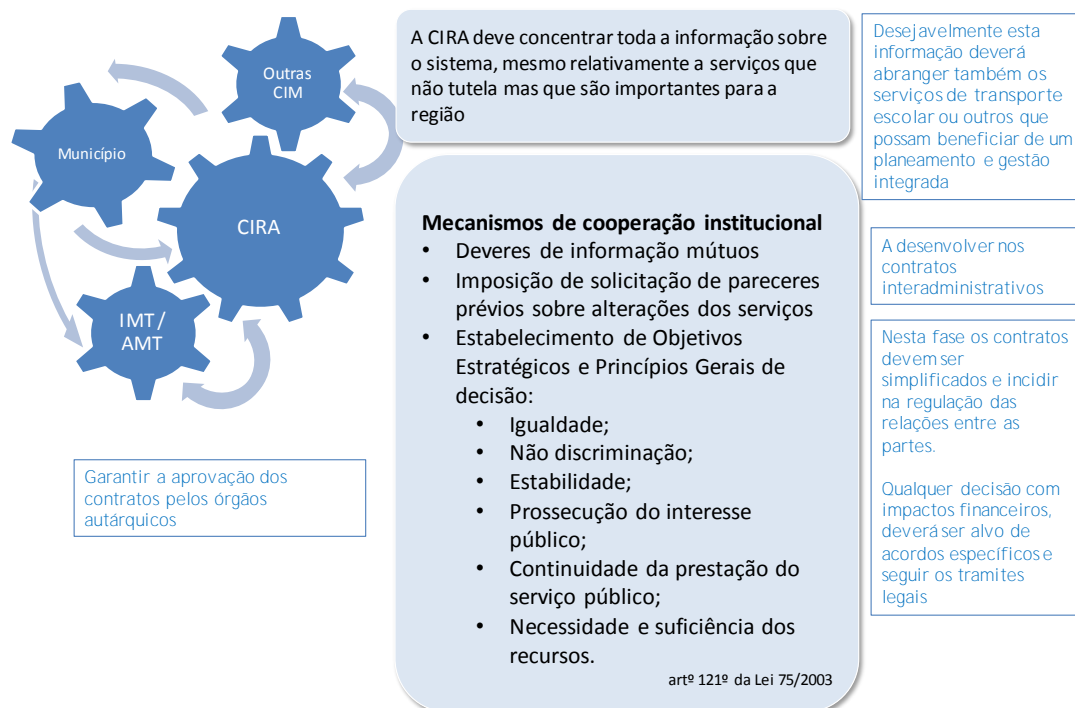 Outras
CIM
Município
CIRA
IMT/
AMT
Garantir a aprovação dos
contratos pelos órgãos
autárquicos
A CIRA deve concentrar toda a informação sobre
o sistema, mesmo relativamente a serviços que
não tutela mas que são importantes para a
região
Mecanismos de cooperação institucional
• Deveres de informação mútuos
• Imposição de solicitação de pareceres
prévios sobre alterações dos serviços
• Estabelecimento de Objetivos
Estratégicos e Princípios Gerais de
decisão:
• Igualdade;
• Não discriminação;
• Estabilidade;
• Prossecução do interesse
público;
• Continuidade da prestação do
serviço público;
• Necessidade e suficiência dos
recursos.
artº 121º da Lei 75/2003
Desejavelmente esta
informação deverá
abranger também os
serviços de transporte
escolar ou outros que
possam beneficiar de um
planeamento e gestão
integrada
A desenvolver nos
contratos
interadministrativos
Nesta fase os contratos
devem ser
simplificados e incidir
na regulação das
relações entre as
partes.
Qualquer decisão com
impactos financeiros,
deverá ser alvo de
acordos específicos e
seguir os tramites
legais